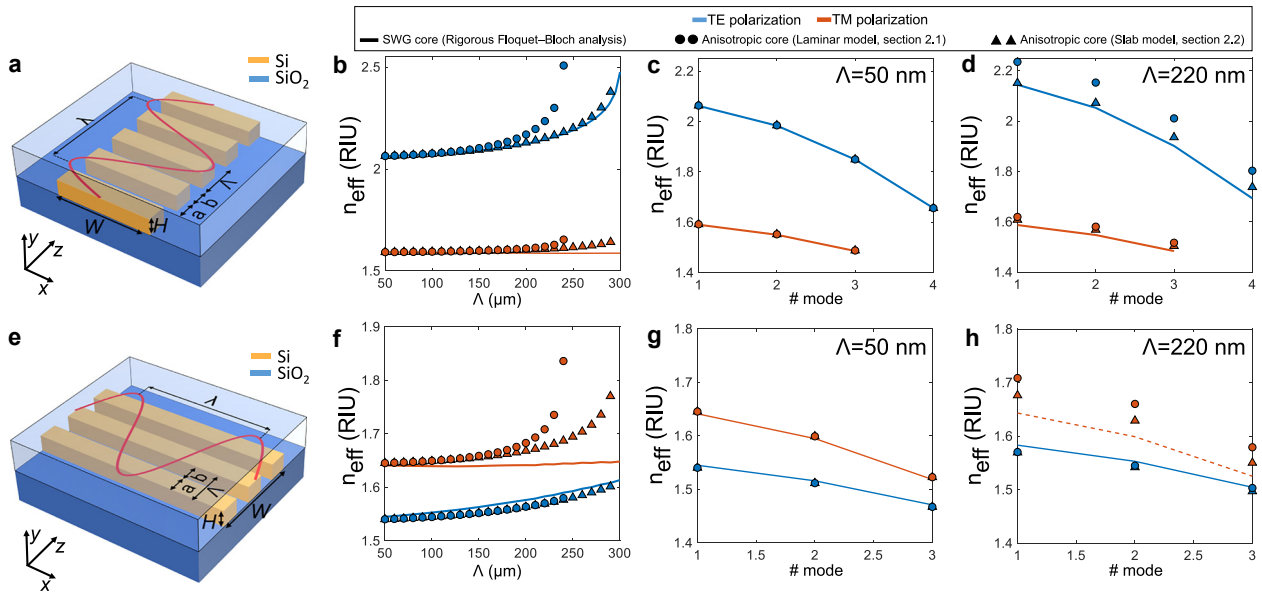 TE polarization TM polarization
SWG core (Rigorous Floquet–Bloch analysis) Anisotropic core (Laminar model, section 2.1) Anisotropic core (Slab model, section 2.2)
a
Si
SiO2
λ
Λ
b
a
W
H
y
z
x
b
2.5
2
1.5
neff (RIU)
50 100 150 200 250 300
Λ (μm)
c
Λ=50 nm
2.2
2
1.8
1.6
1.4
neff (RIU)
1 2 3 4
# mode
d
Λ=220 nm
2.2
2
1.8
1.6
1.4
neff (RIU)
1 2 3 4
# mode
e
Si
SiO2
λ
b
a
Λ
H
W
y
z
x
f
1.9
1.8
1.7
1.6
1.5
neff (RIU)
50 100 150 200 250 300
Λ (μm)
g
Λ=50 nm
1.8
1.7
1.6
1.5
1.4
neff (RIU)
1 1.5 2 2.5 3
# mode
h
Λ=220 nm
1.8
1.7
1.6
1.5
1.4
neff (RIU)
1 1.5 2 2.5 3
# mode